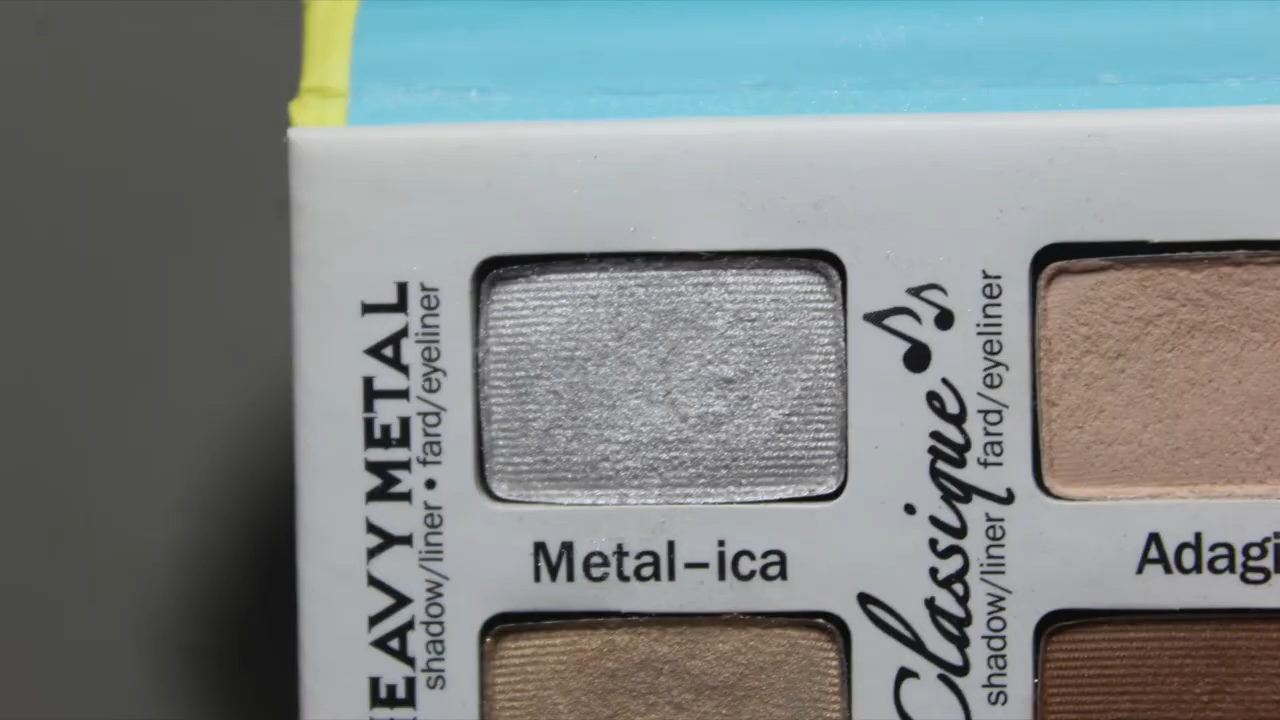 HEAVY METAL
shadow/liner • fard/eyeliner
Metal-ica
Classique
shadow/liner fard/eyeliner
Adagi